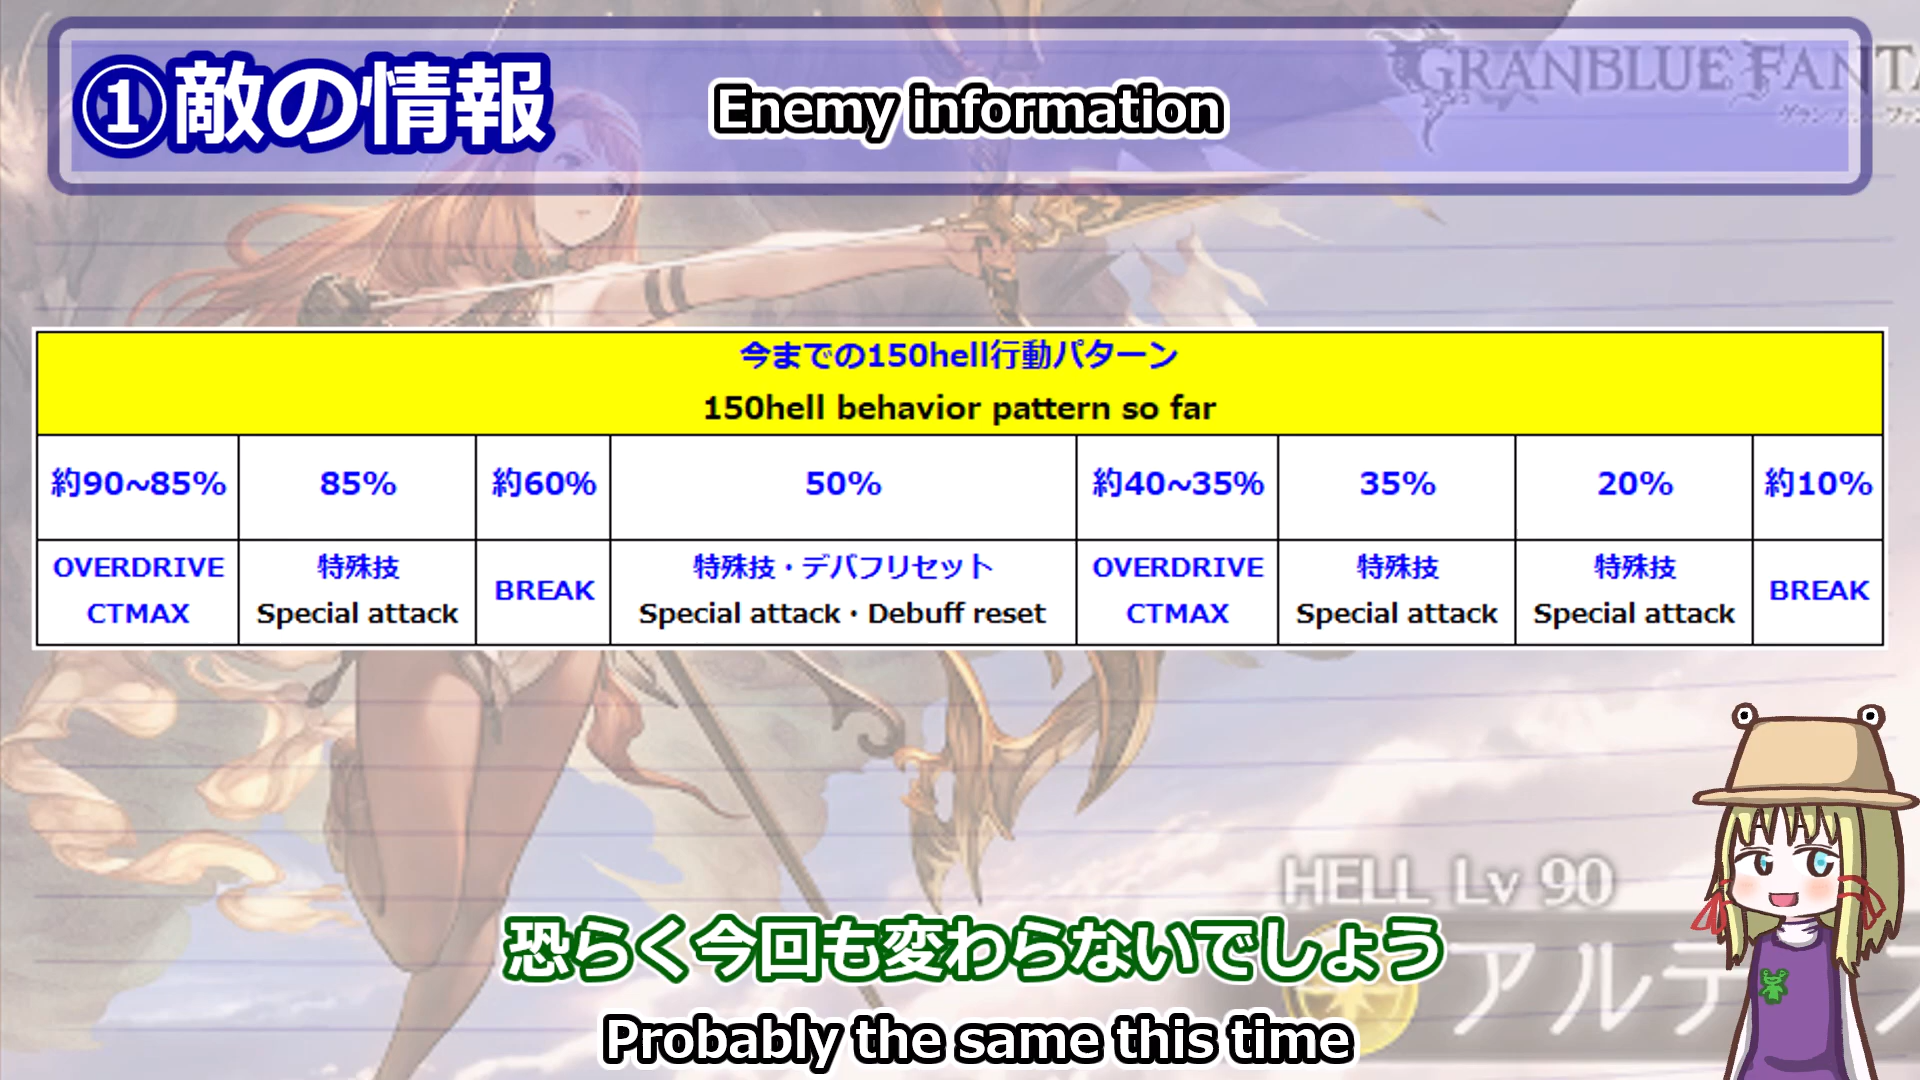 ①敵の情報
Enemy information
GRANBLUE FANTA
今までの150hell行動パターン
150hell behavior pattern so far
約90~85%
85%
約60%
50%
約40~35%
35%
20%
約10%
OVERDRIVE
CTMAX
特殊技
Special attack
BREAK
特殊技・デバフリセット
Special attack・Debuff reset
OVERDRIVE
CTMAX
特殊技
Special attack
特殊技
Special attack
BREAK
HELL Lv 90
恐らく今回も変わらないでしょう
アルテ
Probably the same this time